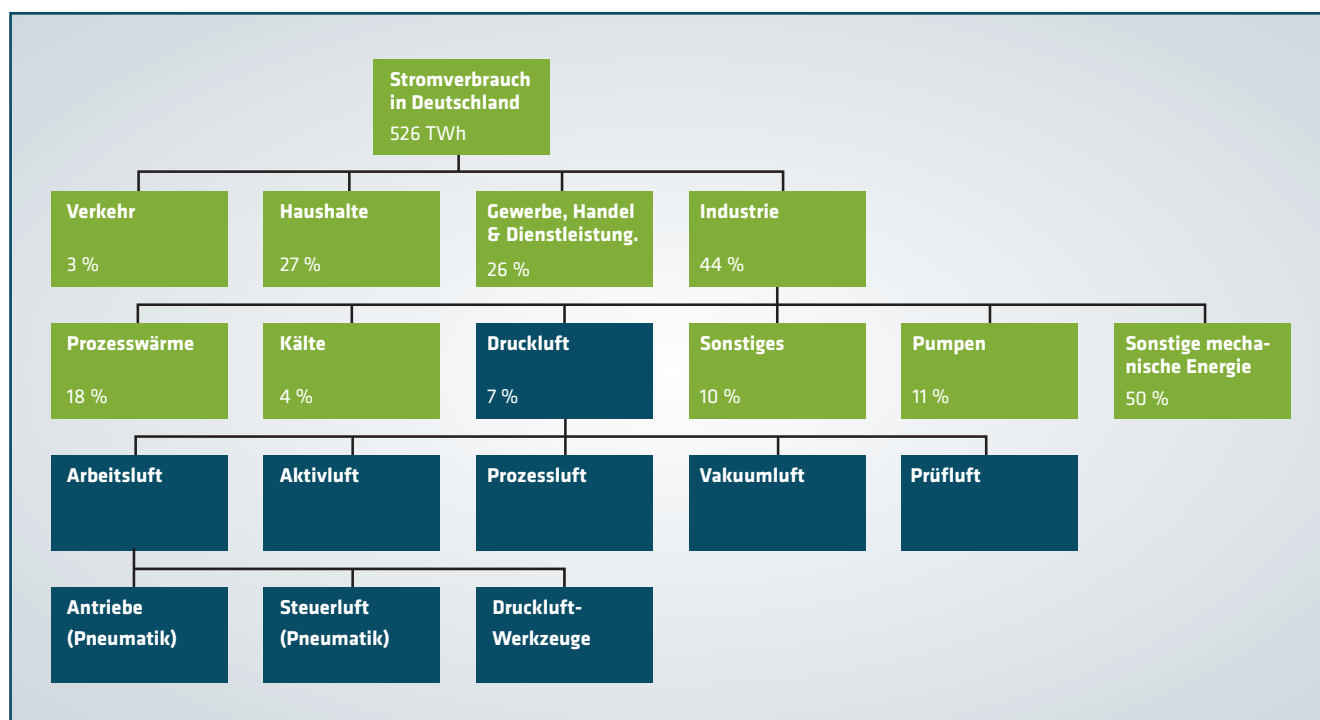 Stromverbrauch
in Deutschland
526 TWh
Verkehr
3 %
Haushalte
27 %
Gewerbe, Handel
& Dienstleistung.
26 %
Industrie
44 %
Prozesswärme
18 %
Kälte
4 %
Druckluft
7 %
Sonstiges
10 %
Pumpen
11 %
Sonstige mecha-
nische Energie
50 %
Arbeitsluft
Aktivluft
Prozessluft
Vakuumluft
Prüfluft
Antriebe
(Pneumatik)
Steuerluft
(Pneumatik)
Druckluft-
Werkzeuge